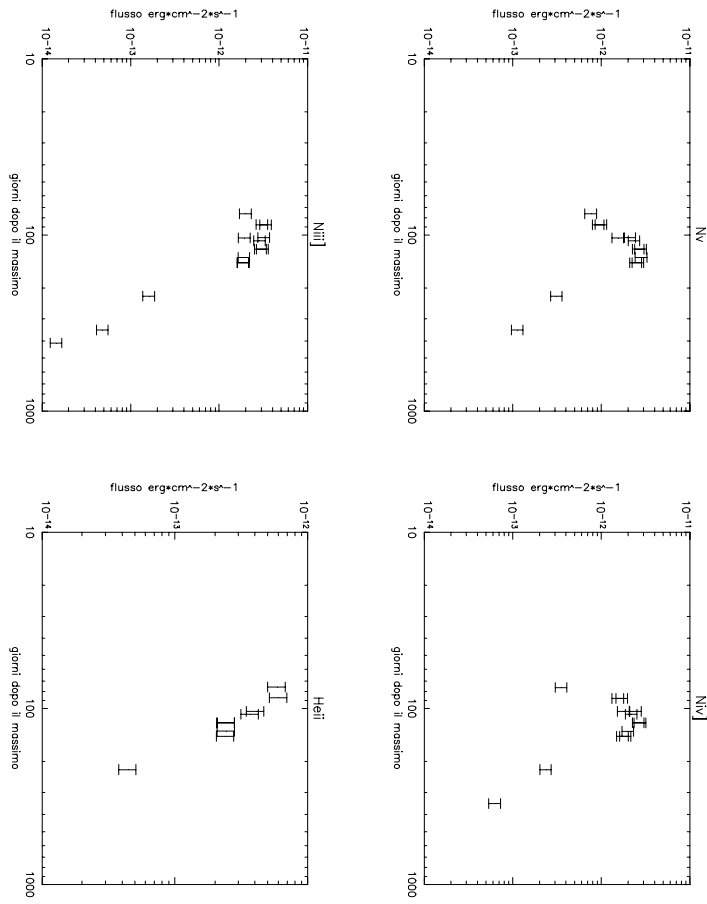 Nv
10⁻¹¹
10⁻¹²
10⁻¹³
10⁻¹⁴
flusso erg*cm^-2*s^-1
10 100 1000
giorni dopo il massimo
Niv]
10⁻¹¹
10⁻¹²
10⁻¹³
10⁻¹⁴
flusso erg*cm^-2*s^-1
10 100 1000
giorni dopo il massimo
Niii]
10⁻¹¹
10⁻¹²
10⁻¹³
10⁻¹⁴
flusso erg*cm^-2*s^-1
10 100 1000
giorni dopo il massimo
Heii
10⁻¹²
10⁻¹³
10⁻¹⁴
flusso erg*cm^-2*s^-1
10 100 1000
giorni dopo il massimo